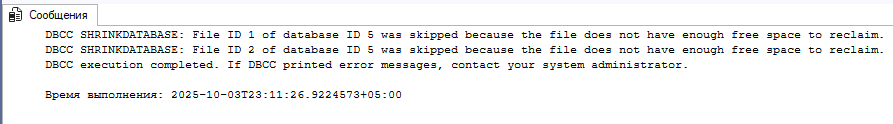 Сообщения
DBCC SHRINKDATABASE: File ID 1 of database ID 5 was skipped because the file does not have enough free space to reclaim.
DBCC SHRINKDATABASE: File ID 2 of database ID 5 was skipped because the file does not have enough free space to reclaim.
DBCC execution completed. If DBCC printed error messages, contact your system administrator.
Время выполнения: 2025-10-03T23:11:26.9224573+05:00